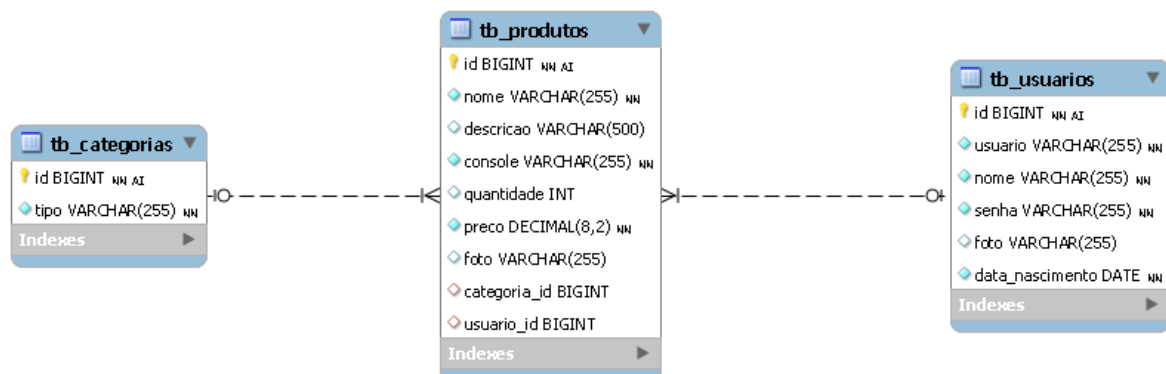 tb_categorias
id BIGINT NN AI
tipo VARCHAR(255) NN
Indexes
tb_produtos
id BIGINT NN AI
nome VARCHAR(255) NN
descricao VARCHAR(500)
console VARCHAR(255) NN
quantidade INT
preco DECIMAL(8,2) NN
foto VARCHAR(255)
categoria_id BIGINT
usuario_id BIGINT
Indexes
tb_usuarios
id BIGINT NN AI
usuario VARCHAR(255) NN
nome VARCHAR(255) NN
senha VARCHAR(255) NN
foto VARCHAR(255)
data_nascimento DATE NN
Indexes